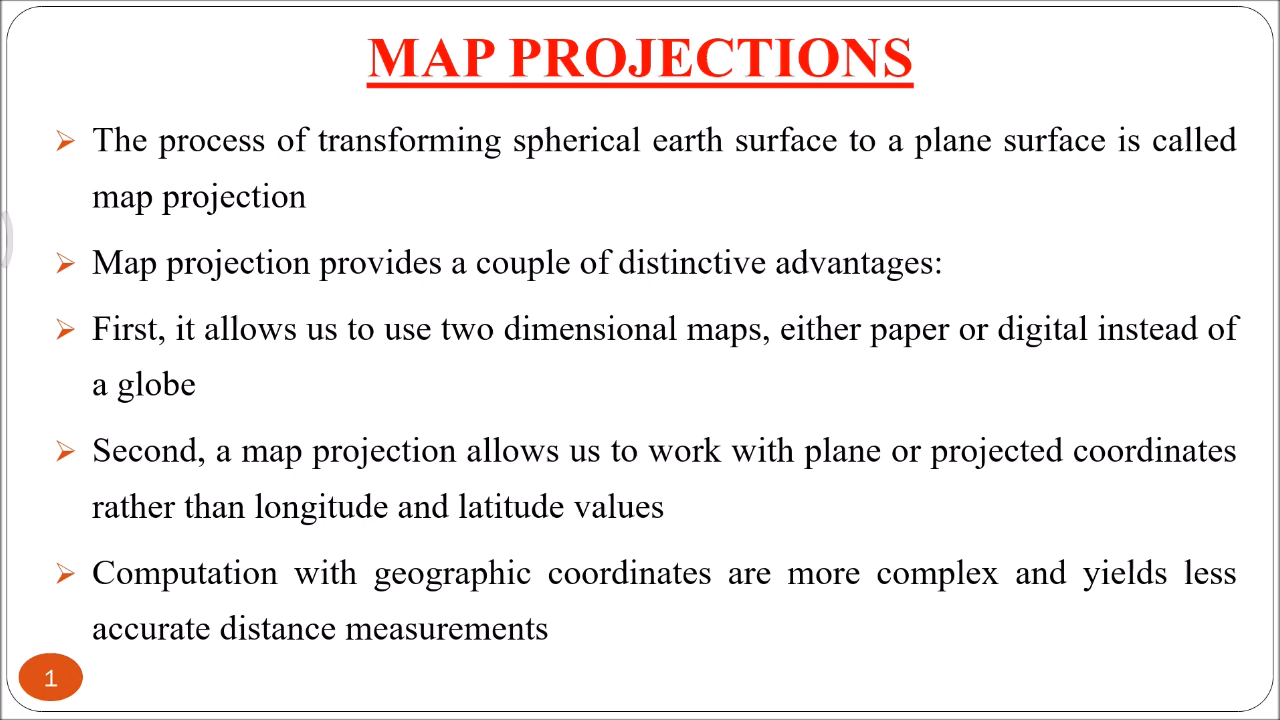 MAP PROJECTIONS
The process of transforming spherical earth surface to a plane surface is called
map projection
Map projection provides a couple of distinctive advantages:
First, it allows us to use two dimensional maps, either paper or digital instead of
a globe
Second, a map projection allows us to work with plane or projected coordinates
rather than longitude and latitude values
Computation with geographic coordinates are more complex and yields less
accurate distance measurements
1